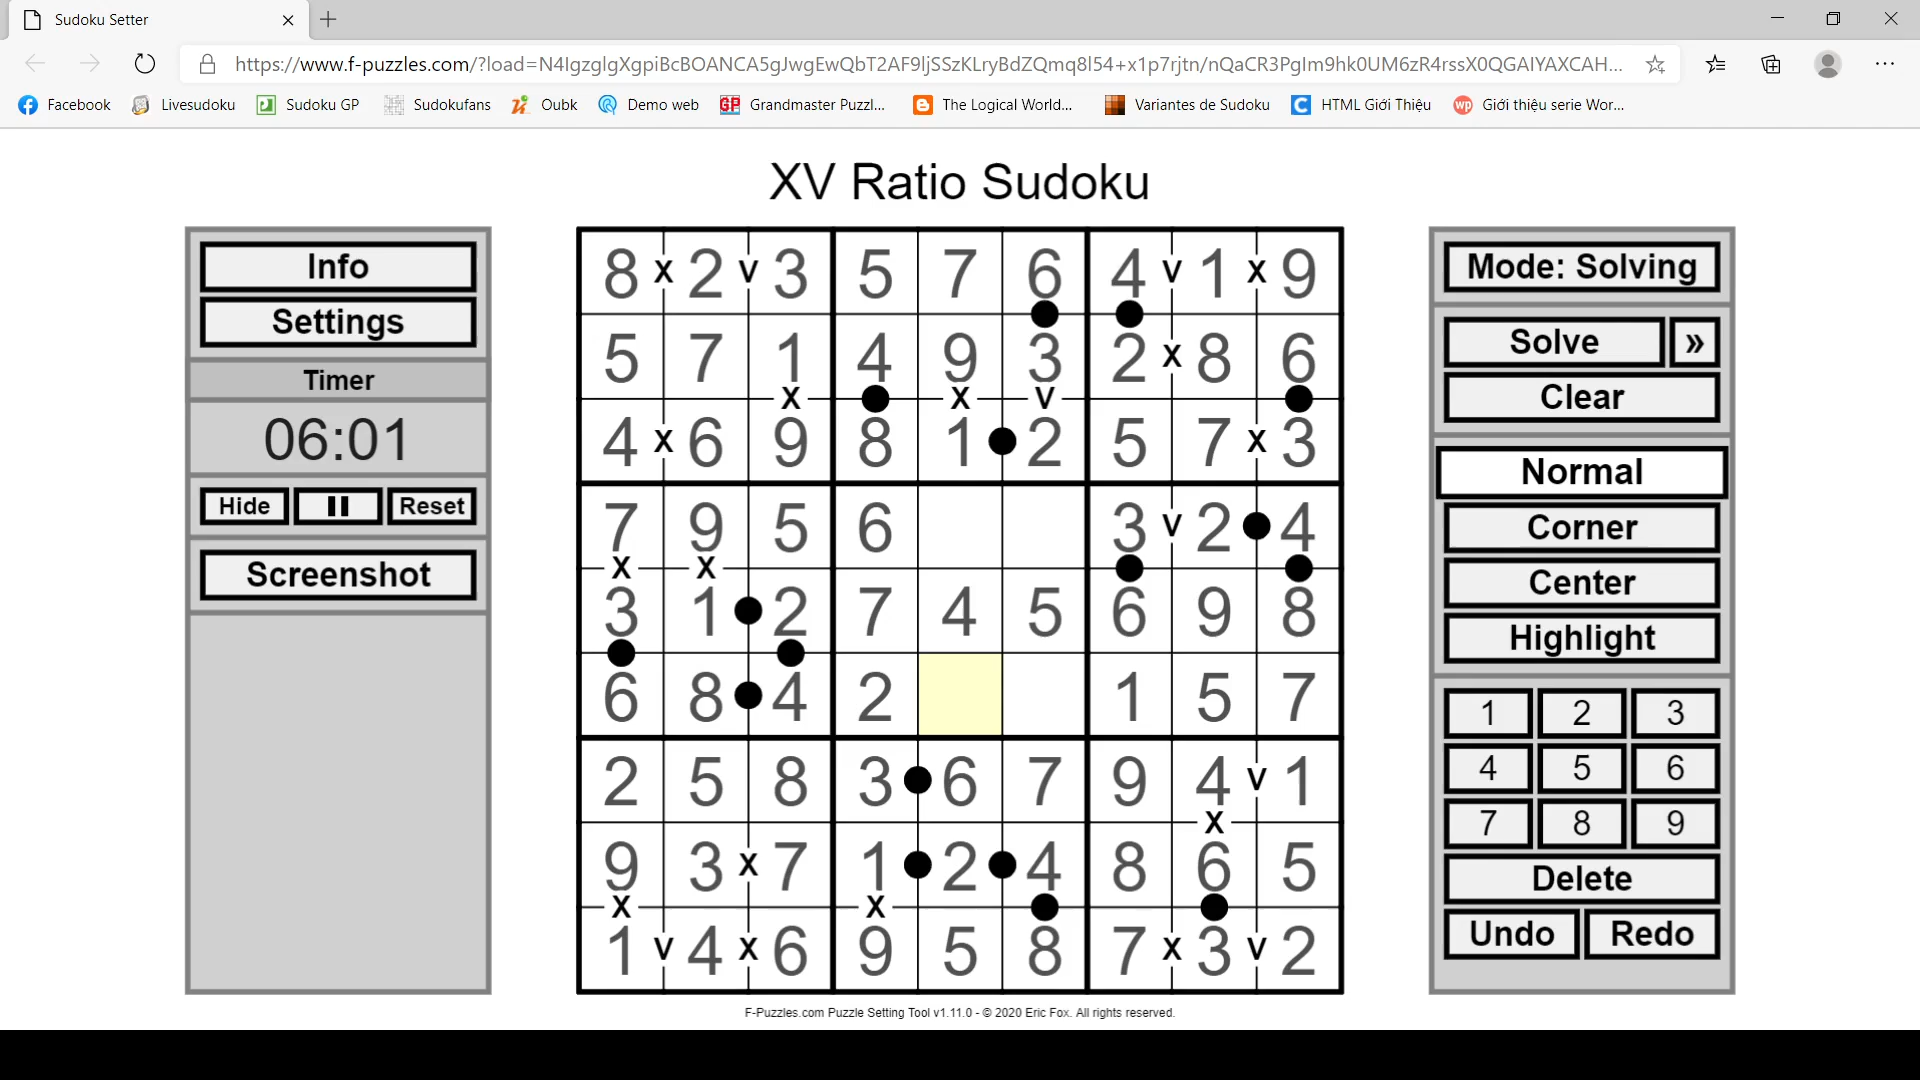 Sudoku Setter
https://www.f-puzzles.com/?load=N4IgzglgXgpiBcBOANCA5gJwgEwQbT2AF9ljSSzKLryBdZQmq8l54+x1p7rjtn/nQaCR3PgIm9hk0UM6zR4rssX0QGAIYAXCAH...
Facebook Livesudoku Sudoku GP Sudokufans Oubk Demo web Grandmaster Puzzl... The Logical World... Variantes de Sudoku HTML Giới Thiệu Giới thiệu serie Wor...
XV Ratio Sudoku
Info
Settings
Timer
06:01
Hide Reset
Screenshot
8 x 2 v 3 5 7 6 4 v 1 x 9
5 7 1 4 9 3 2 x 8 6
x x v
4 x 6 9 8 1 2 5 7 x 3
7 9 5 6 3 v 2 4
x x
3 1 2 7 4 5 6 9 8
6 8 4 2 1 5 7
2 5 8 3 6 7 9 4 v 1
x
9 3 x 7 1 2 4 8 6 5
x x
1 v 4 x 6 9 5 8 7 x 3 v 2
Mode: Solving
Solve »
Clear
Normal
Corner
Center
Highlight
1 2 3
4 5 6
7 8 9
Delete
Undo Redo
F-Puzzles.com Puzzle Setting Tool v1.11.0 - © 2020 Eric Fox. All rights reserved.